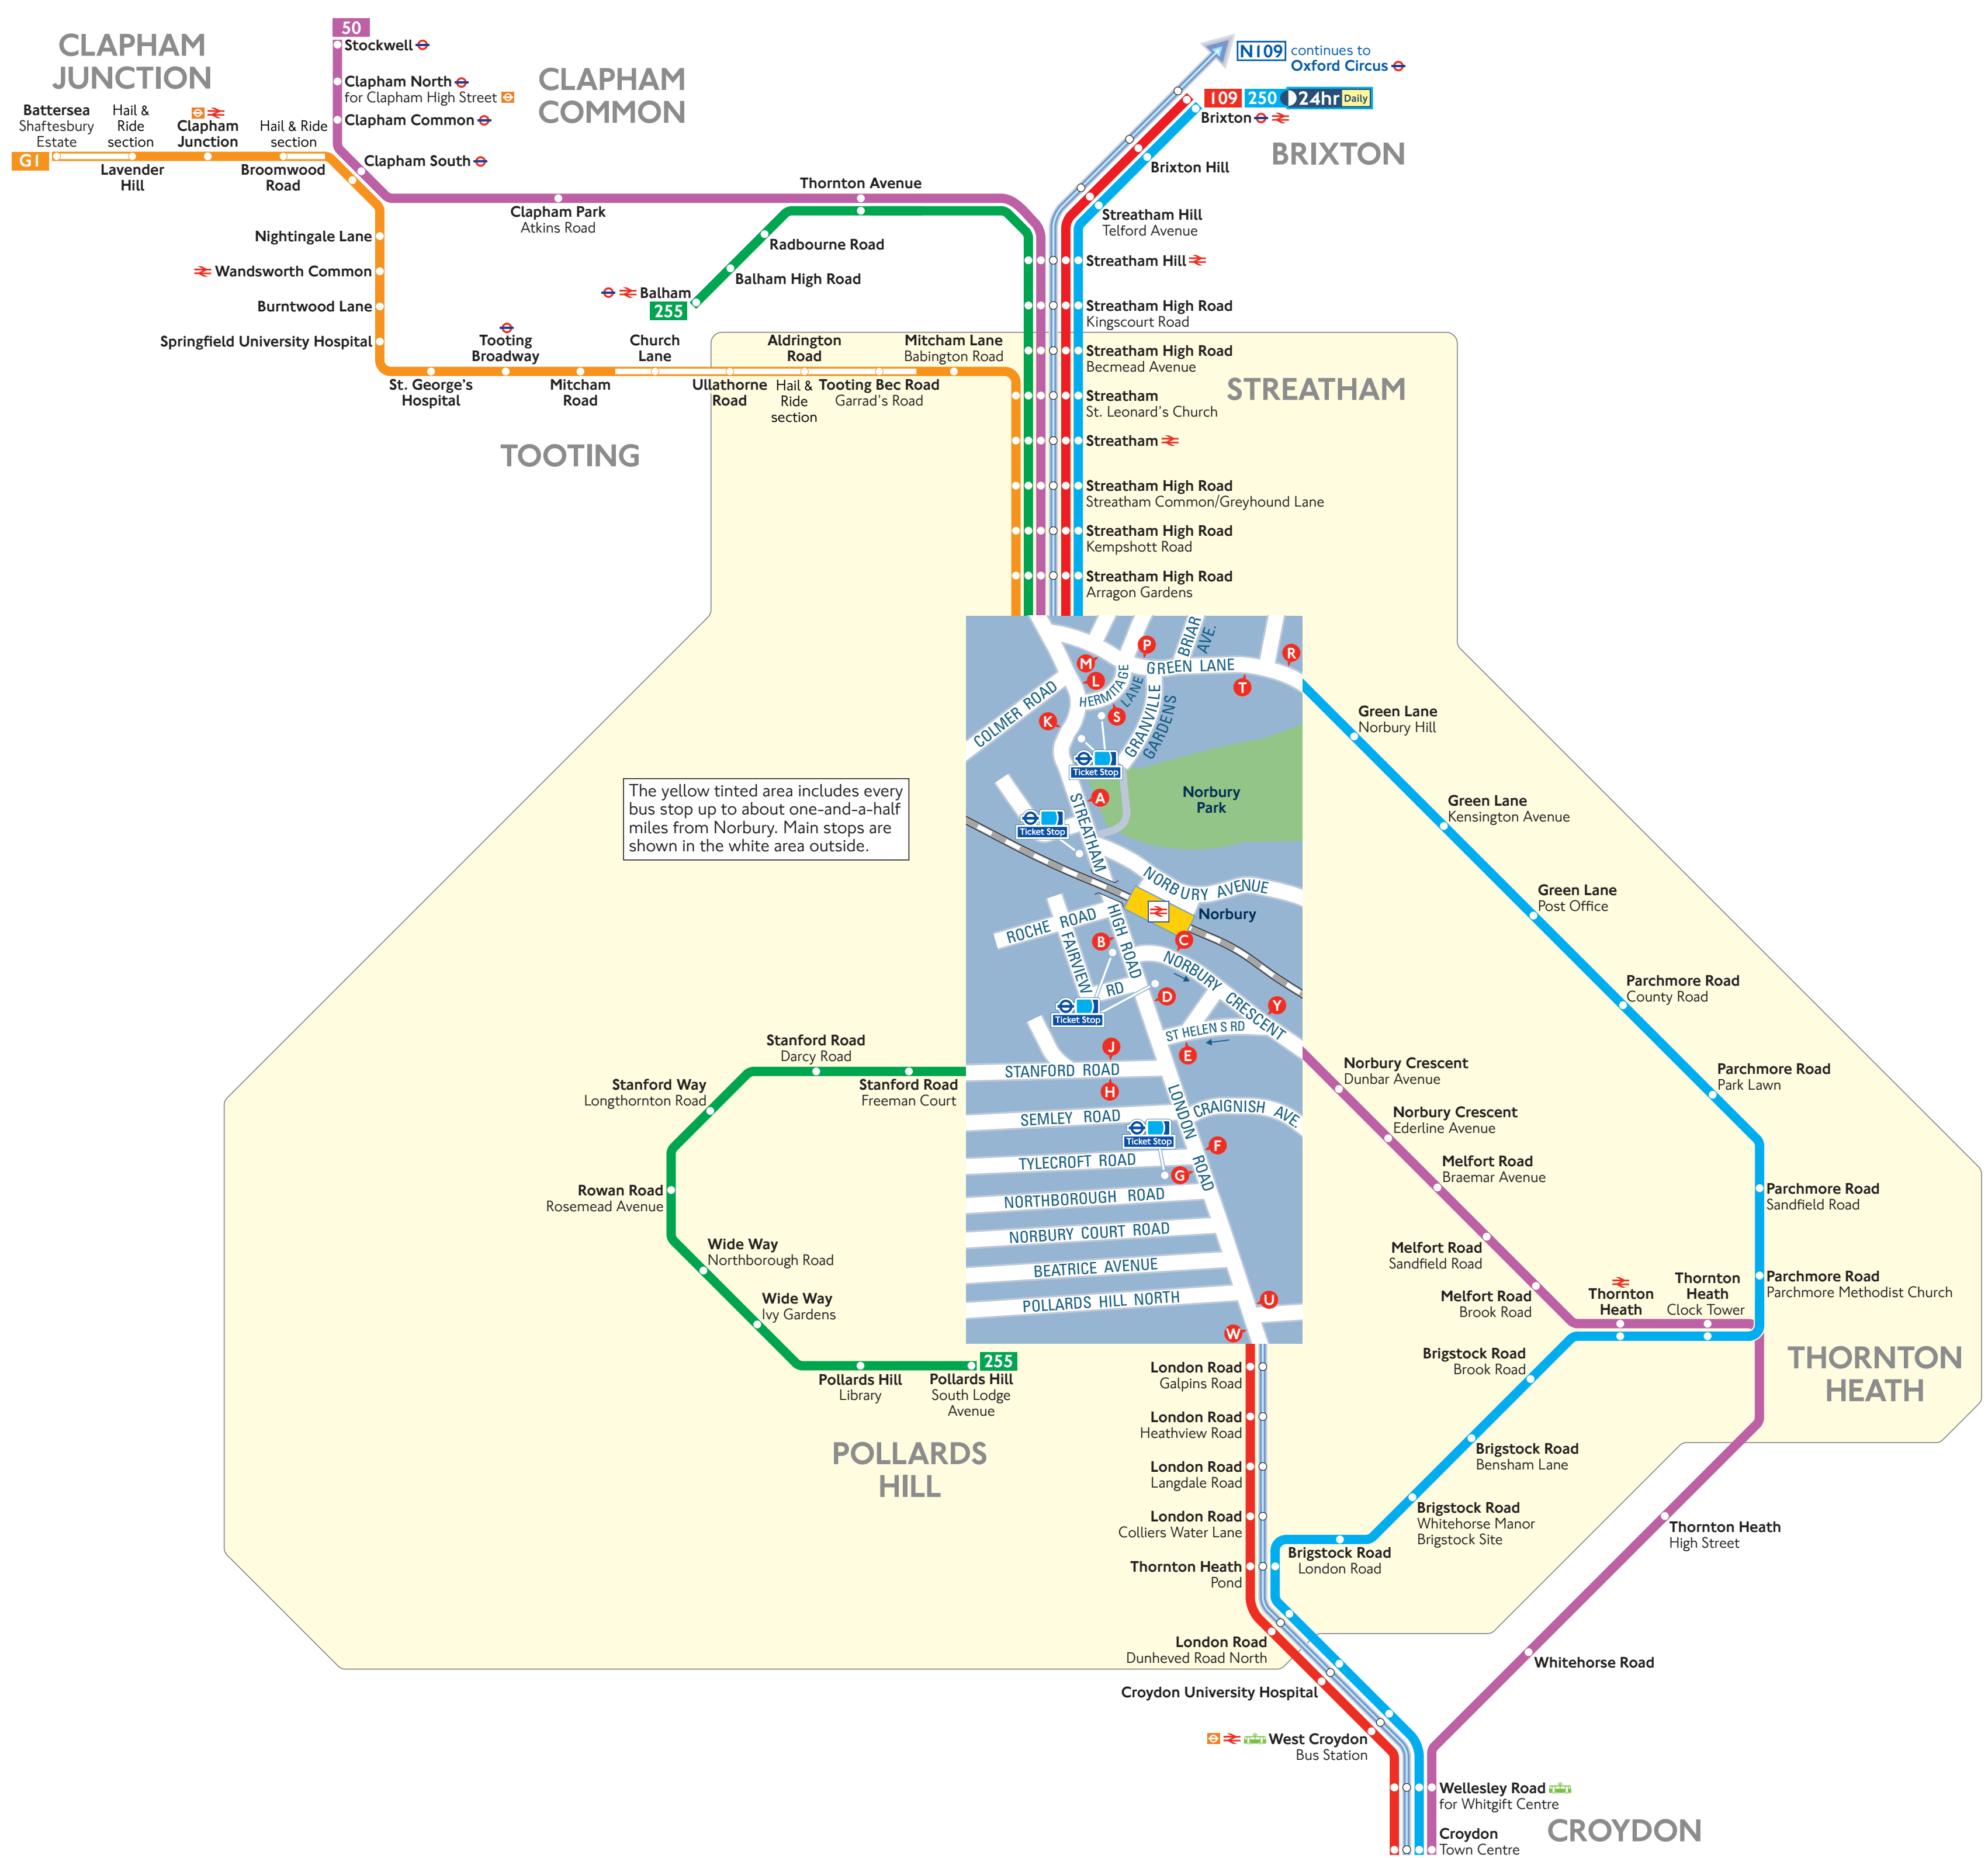 CLAPHAM
JUNCTION
50
Stockwell
Clapham North
for Clapham High Street
Clapham Common
CLAPHAM
COMMON
N109
continues to
Oxford Circus
109
250
24hr
Daily
Brixton
BRIXTON
Battersea
Shaftesbury
Estate
Hail &
Ride
section
Clapham
Junction
Hail & Ride
section
G1
Lavender
Hill
Broomwood
Road
Clapham South
Brixton Hill
Thornton Avenue
Clapham Park
Atkins Road
Streatham Hill
Telford Avenue
Nightingale Lane
Radbourne Road
Streatham Hill
Wandsworth Common
Balham High Road
Balham
255
Burntwood Lane
Streatham High Road
Kingscourt Road
Springfield University Hospital
Tooting
Broadway
Church
Lane
Aldrington
Road
Mitcham Lane
Babington Road
Streatham High Road
Becmead Avenue
STREATHAM
St. George's
Hospital
Mitcham
Road
Ullathorne
Road
Hail &
Ride
section
Tooting Bec Road
Garrad's Road
Streatham
St. Leonard's Church
Streatham
TOOTING
Streatham High Road
Streatham Common/Greyhound Lane
Streatham High Road
Kempshott Road
Streatham High Road
Arragon Gardens
P
BRIAR
AVE.
R
M
GREEN LANE
L
HERMITAGE
LANE
T
COLMER ROAD
K
S
GRANVILLE
GARDENS
Ticket Stop
A
Norbury
Park
STREATHAM
Ticket Stop
NORBURY AVENUE
Norbury
HIGH ROAD
ROCHE ROAD
FAIRVIEW
RD
B
C
NORBURY CRESCENT
D
Y
Ticket Stop
ST HELEN S RD
J
E
STANFORD ROAD
H
LONDON
ROAD
SEMLEY ROAD
CRAIGNISH AVE.
Ticket Stop
F
TYLECROFT ROAD
G
NORTHBOROUGH ROAD
NORBURY COURT ROAD
BEATRICE AVENUE
POLLARDS HILL NORTH
U
W
The yellow tinted area includes every
bus stop up to about one-and-a-half
miles from Norbury. Main stops are
shown in the white area outside.
Green Lane
Norbury Hill
Green Lane
Kensington Avenue
Green Lane
Post Office
Parchmore Road
County Road
Parchmore Road
Park Lawn
Parchmore Road
Sandfield Road
Parchmore Road
Parchmore Methodist Church
Norbury Crescent
Dunbar Avenue
Norbury Crescent
Ederline Avenue
Melfort Road
Braemar Avenue
Melfort Road
Sandfield Road
Melfort Road
Brook Road
Thornton
Heath
Thornton
Heath
Clock Tower
THORNTON
HEATH
Stanford Road
Darcy Road
Stanford Road
Freeman Court
Stanford Way
Longthornton Road
Rowan Road
Rosemead Avenue
Wide Way
Northborough Road
Wide Way
Ivy Gardens
Pollards Hill
Library
Pollards Hill
South Lodge
Avenue
255
POLLARDS
HILL
London Road
Galpins Road
London Road
Heathview Road
London Road
Langdale Road
London Road
Colliers Water Lane
Thornton Heath
Pond
Brigstock Road
Brook Road
Brigstock Road
Bensham Lane
Brigstock Road
Whitehorse Manor
Brigstock Site
Brigstock Road
London Road
Thornton Heath
High Street
London Road
Dunheved Road North
Whitehorse Road
Croydon University Hospital
West Croydon
Bus Station
Wellesley Road
for Whitgift Centre
Croydon
Town Centre
CROYDON